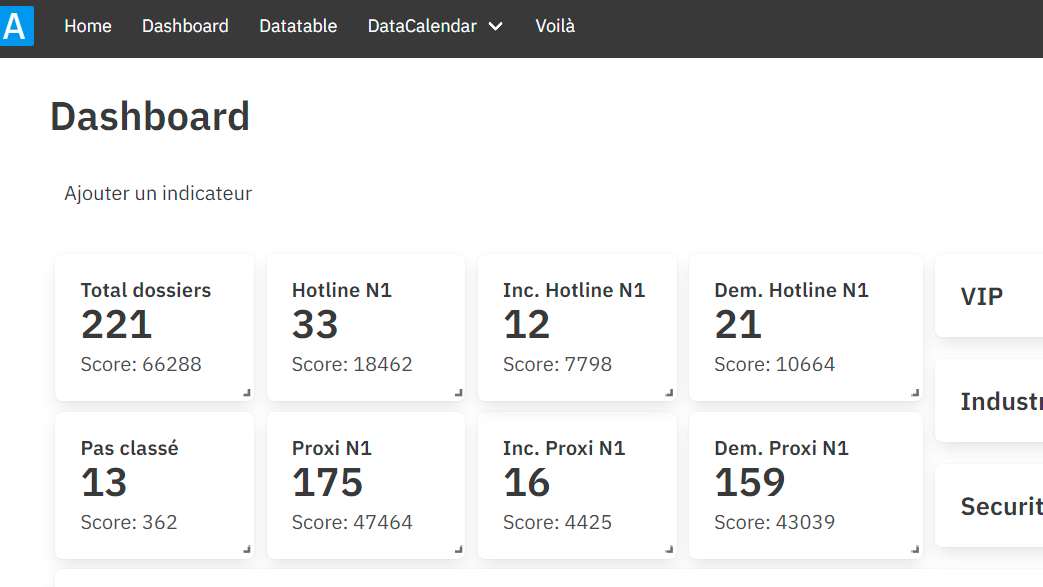 A Home Dashboard Datatable DataCalendar Voilà
Dashboard
Ajouter un indicateur
Total dossiers
221
Score: 66288
Hotline N1
33
Score: 18462
Inc. Hotline N1
12
Score: 7798
Dem. Hotline N1
21
Score: 10664
VIP
Pas classé
13
Score: 362
Proxi N1
175
Score: 47464
Inc. Proxi N1
16
Score: 4425
Dem. Proxi N1
159
Score: 43039